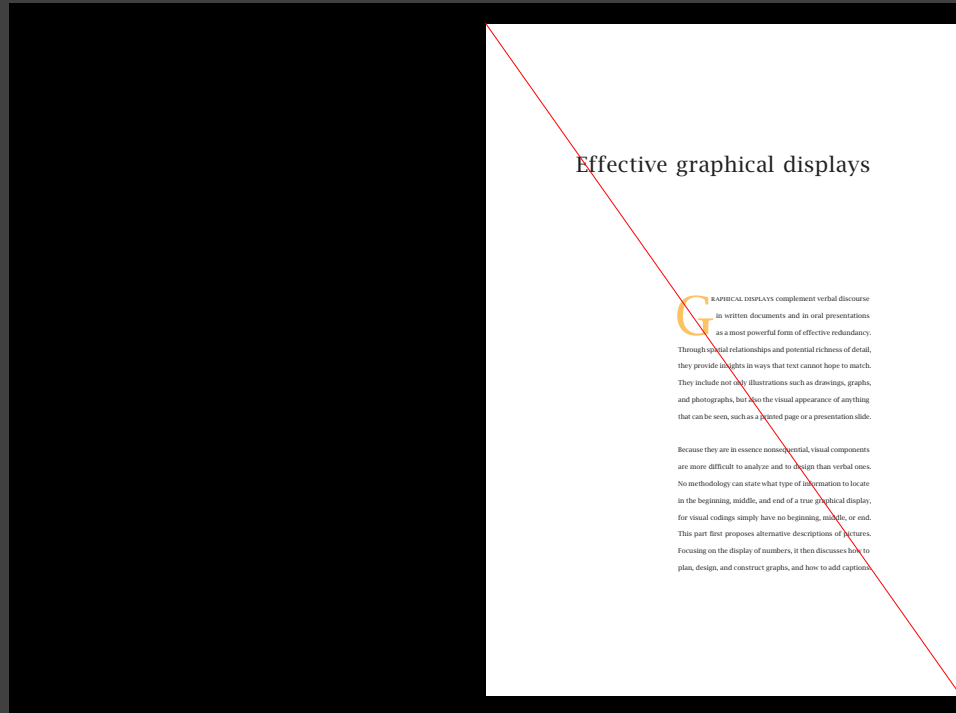 Effective graphical displays
GRAPHICAL DISPLAYS complement verbal discourse
in written documents and in oral presentations
as a most powerful form of effective redundancy.
Through spatial relationships and potential richness of detail,
they provide insights in ways that text cannot hope to match.
They include not only illustrations such as drawings, graphs,
and photographs, but also the visual appearance of anything
that can be seen, such as a printed page or a presentation slide.
Because they are in essence nonsequential, visual components
are more difficult to analyze and to design than verbal ones.
No methodology can state what type of information to locate
in the beginning, middle, and end of a true graphical display,
for visual codings simply have no beginning, middle, or end.
This part first proposes alternative descriptions of pictures.
Focusing on the display of numbers, it then discusses how to
plan, design, and construct graphs, and how to add captions.